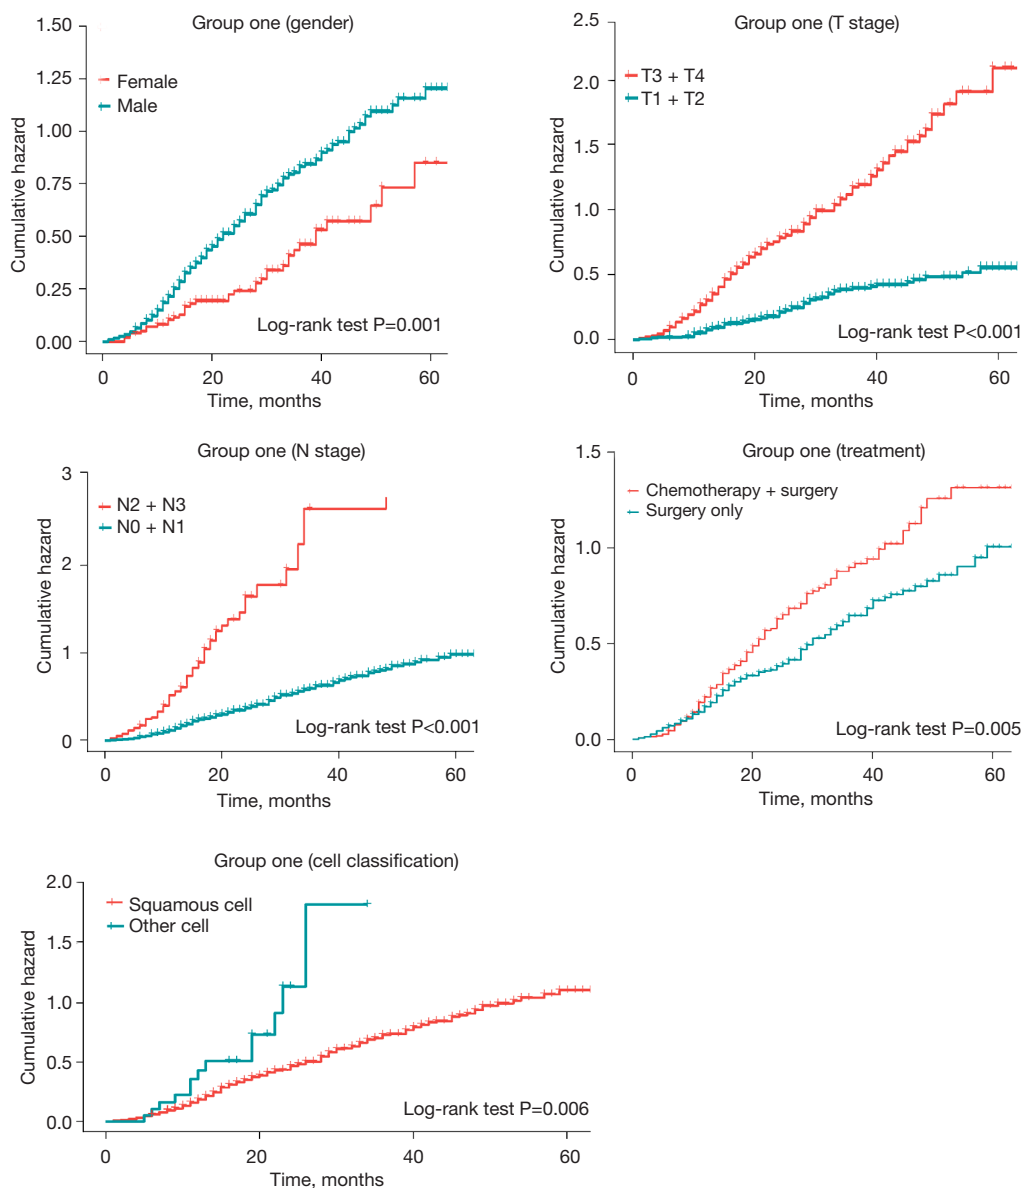 Group one (gender)
1.50
1.25
1.00
0.75
0.50
0.25
0.00
Cumulative hazard
Female
Male
Log-rank test P=0.001
0 20 40 60
Time, months
Group one (T stage)
2.5
2.0
1.5
1.0
0.5
0.0
Cumulative hazard
T3 + T4
T1 + T2
Log-rank test P<0.001
0 20 40 60
Time, months
Group one (N stage)
3
2
1
0
Cumulative hazard
N2 + N3
N0 + N1
Log-rank test P<0.001
0 20 40 60
Time, months
Group one (treatment)
1.5
1.0
0.5
0.0
Cumulative hazard
Chemotherapy + surgery
Surgery only
Log-rank test P=0.005
0 20 40 60
Time, months
Group one (cell classification)
2.0
1.5
1.0
0.5
0.0
Cumulative hazard
Squamous cell
Other cell
Log-rank test P=0.006
0 20 40 60
Time, months